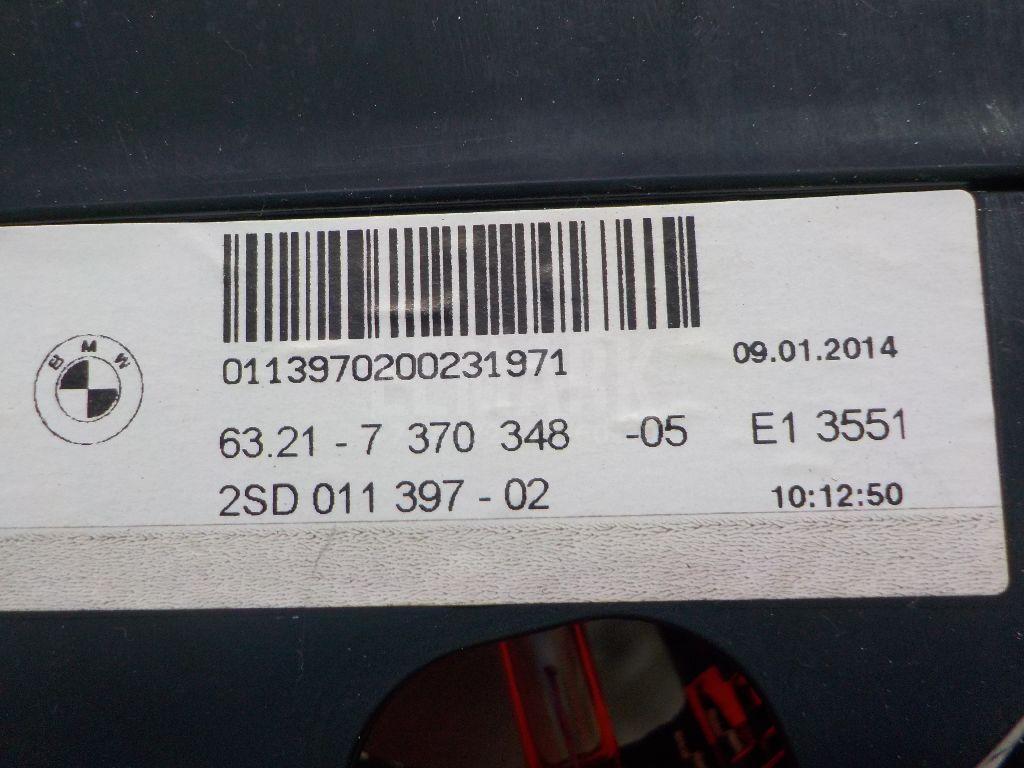 BMW
0113970200231971
09.01.2014
63.21 - 7 370 348 -05 E1 3551
2SD 011 397 - 02
10:12:50